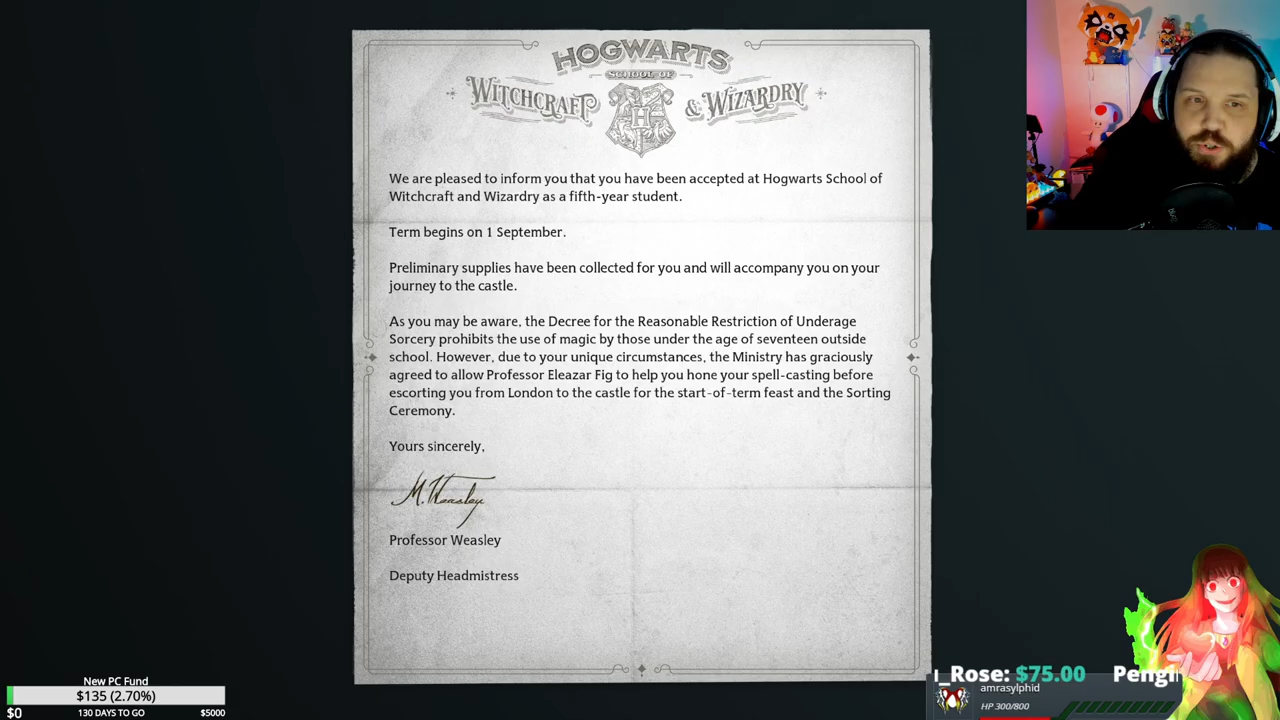 HOGWARTS
SCHOOL OF
WITCHCRAFT & WIZARDRY
H
We are pleased to inform you that you have been accepted at Hogwarts School of
Witchcraft and Wizardry as a fifth-year student.
Term begins on 1 September.
Preliminary supplies have been collected for you and will accompany you on your
journey to the castle.
As you may be aware, the Decree for the Reasonable Restriction of Underage
Sorcery prohibits the use of magic by those under the age of seventeen outside
school. However, due to your unique circumstances, the Ministry has graciously
agreed to allow Professor Eleazar Fig to help you hone your spell-casting before
escorting you from London to the castle for the start-of-term feast and the Sorting
Ceremony.
Yours sincerely,
M. Weasley
Professor Weasley
Deputy Headmistress
New PC Fund
$135 (2.70%)
$0 130 DAYS TO GO $5000
_Rose: $75.00 Pengi
amrasylphid
HP 300/800